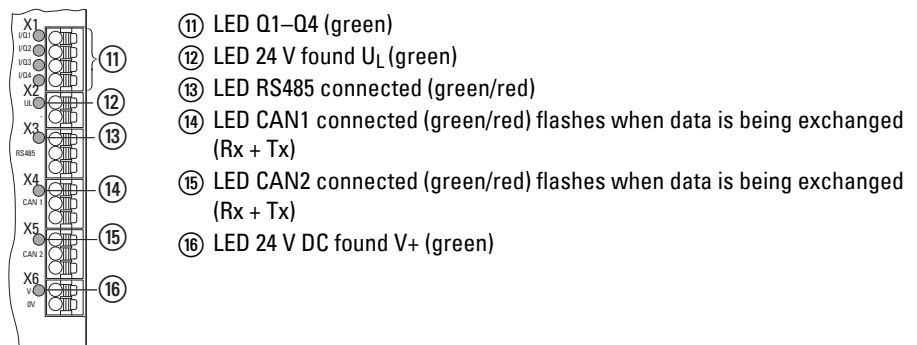 X1
I/Q1
I/Q2
I/Q3
I/Q4
X2
UL
-
X3
RS485
X4
CAN 1
X5
CAN 2
X6
V+
0V
11
12
13
14
15
16
⑪ LED Q1–Q4 (green)
⑫ LED 24 V found UL (green)
⑬ LED RS485 connected (green/red)
⑭ LED CAN1 connected (green/red) flashes when data is being exchanged
(Rx + Tx)
⑮ LED CAN2 connected (green/red) flashes when data is being exchanged
(Rx + Tx)
⑯ LED 24 V DC found V+ (green)